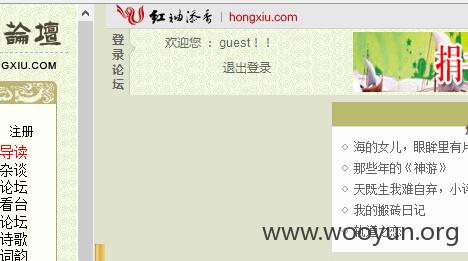 論壇
GXIU.COM
注册
导读
杂谈
论坛
看台
论坛
诗歌
词韵
红袖添香 hongxiu.com
登录论坛
欢迎您 ： guest！！
退出登录
捐
海的女儿，眼眸里有
那些年的《神游》
天既生我难自弃，小
我的搬砖日记
www.wooyun.org